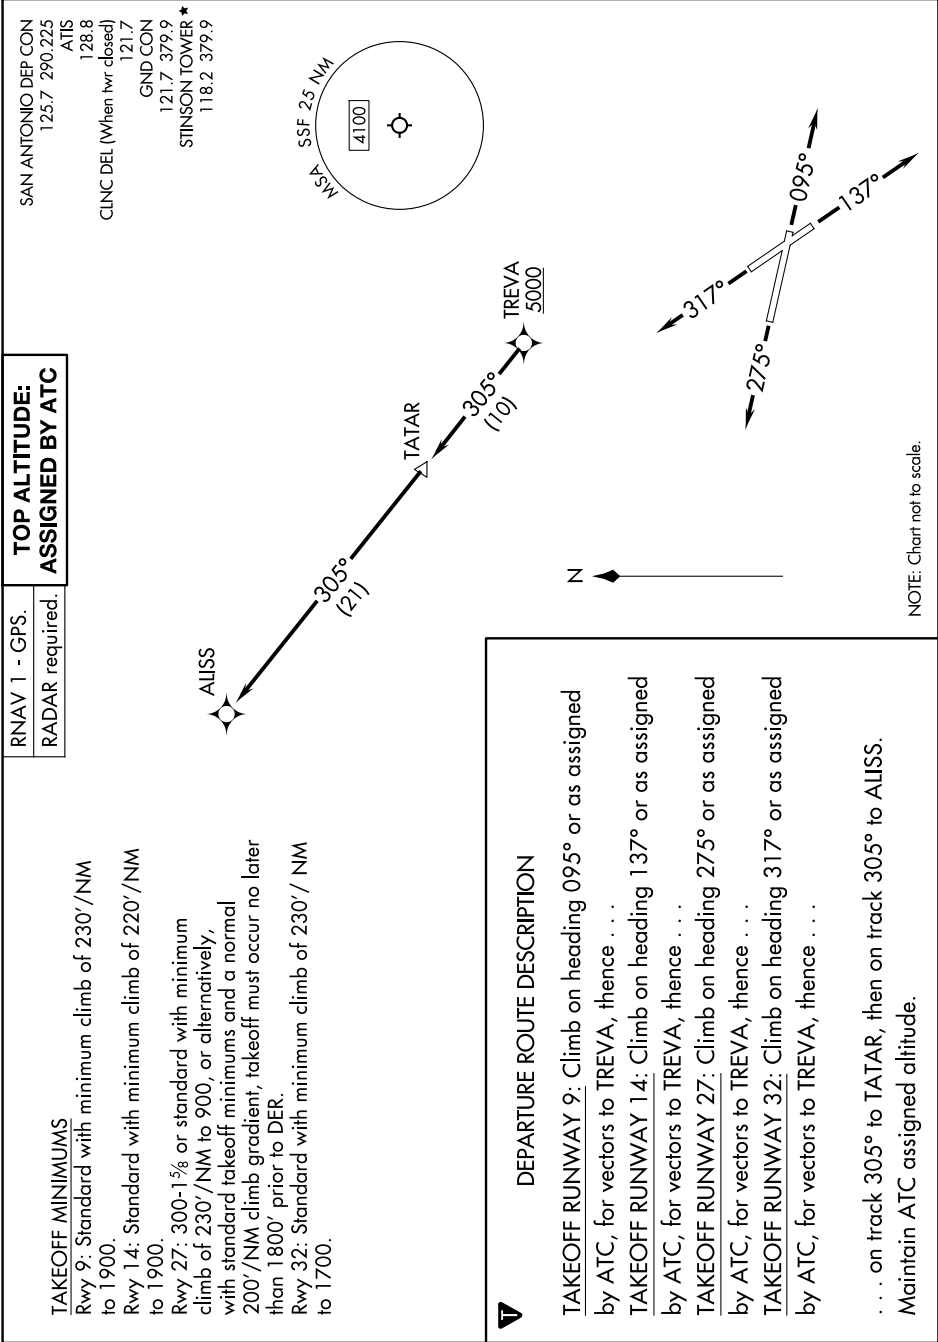 RNAV 1 - GPS.
RADAR required.
TOP ALTITUDE:
ASSIGNED BY ATC
SAN ANTONIO DEP CON
125.7 290.225
ATIS
128.8
CLNC DEL (When twr closed)
121.7
GND CON
121.7 379.9
STINSON TOWER ★
118.2 379.9
TAKEOFF MINIMUMS
Rwy 9: Standard with minimum climb of 230'/NM
to 1900.
Rwy 14: Standard with minimum climb of 220'/NM
to 1900.
Rwy 27: 300-1⅝ or standard with minimum
climb of 230'/NM to 900, or alternatively,
with standard takeoff minimums and a normal
200'/NM climb gradient, takeoff must occur no later
than 1800' prior to DER.
Rwy 32: Standard with minimum climb of 230'/ NM
to 1700.
MSA SSF 25 NM
4100
ALISS
305°
(21)
TATAR
305°
(10)
TREVA
5000
N
317°
095°
275°
137°
NOTE: Chart not to scale.
T
DEPARTURE ROUTE DESCRIPTION
TAKEOFF RUNWAY 9: Climb on heading 095° or as assigned
by ATC, for vectors to TREVA, thence . . .
TAKEOFF RUNWAY 14: Climb on heading 137° or as assigned
by ATC, for vectors to TREVA, thence . . .
TAKEOFF RUNWAY 27: Climb on heading 275° or as assigned
by ATC, for vectors to TREVA, thence . . .
TAKEOFF RUNWAY 32: Climb on heading 317° or as assigned
by ATC, for vectors to TREVA, thence . . .
. . . on track 305° to TATAR, then on track 305° to ALISS.
Maintain ATC assigned altitude.